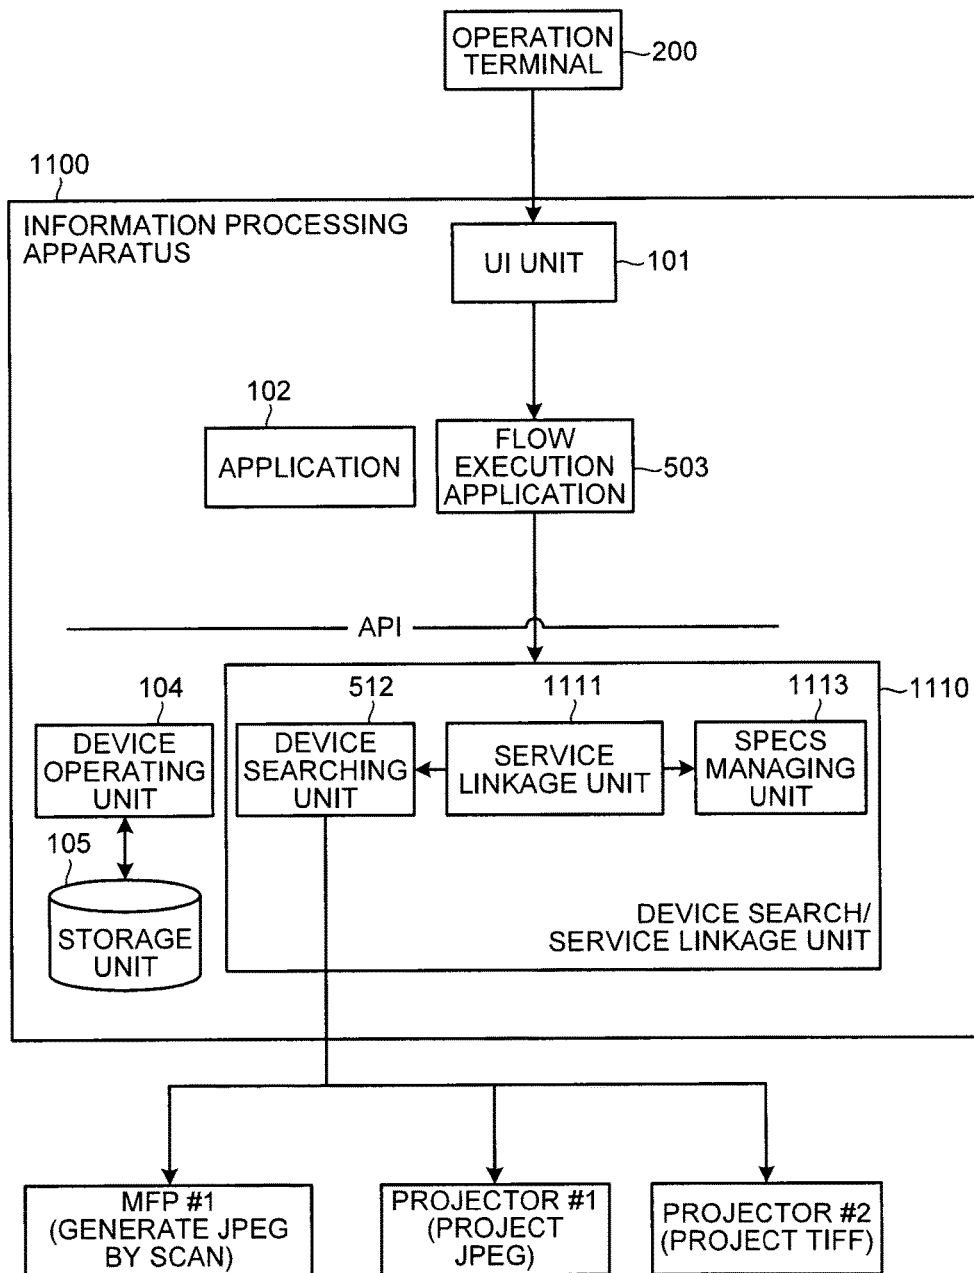 OPERATION
TERMINAL
200
1100
INFORMATION PROCESSING
APPARATUS
UI UNIT
101
102
APPLICATION
FLOW
EXECUTION
APPLICATION
503
API
104
512
1111
1113
1110
DEVICE
OPERATING
UNIT
DEVICE
SEARCHING
UNIT
SERVICE
LINKAGE UNIT
SPECS
MANAGING
UNIT
105
STORAGE
UNIT
DEVICE SEARCH/
SERVICE LINKAGE UNIT
MFP #1
(GENERATE JPEG
BY SCAN)
PROJECTOR #1
(PROJECT
JPEG)
PROJECTOR #2
(PROJECT TIFF)